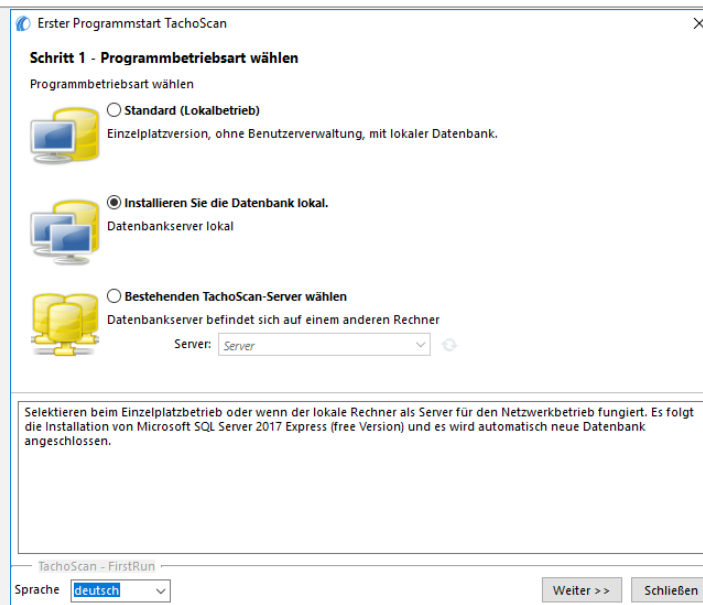 Erster Programmstart TachoScan
Schritt 1 - Programmbetriebsart wählen
Programmbetriebsart wählen
Standard (Lokalbetrieb)
Einzelplatzversion, ohne Benutzerverwaltung, mit lokaler Datenbank.
Installieren Sie die Datenbank lokal.
Datenbankserver lokal
Bestehenden TachoScan-Server wählen
Datenbankserver befindet sich auf einem anderen Rechner
Server: Server
Selektieren beim Einzelplatzbetrieb oder wenn der lokale Rechner als Server für den Netzwerkbetrieb fungiert. Es folgt
die Installation von Microsoft SQL Server 2017 Express (free Version) und es wird automatisch neue Datenbank
angeschlossen.
TachoScan - FirstRun
Sprache deutsch Weiter >> Schließen